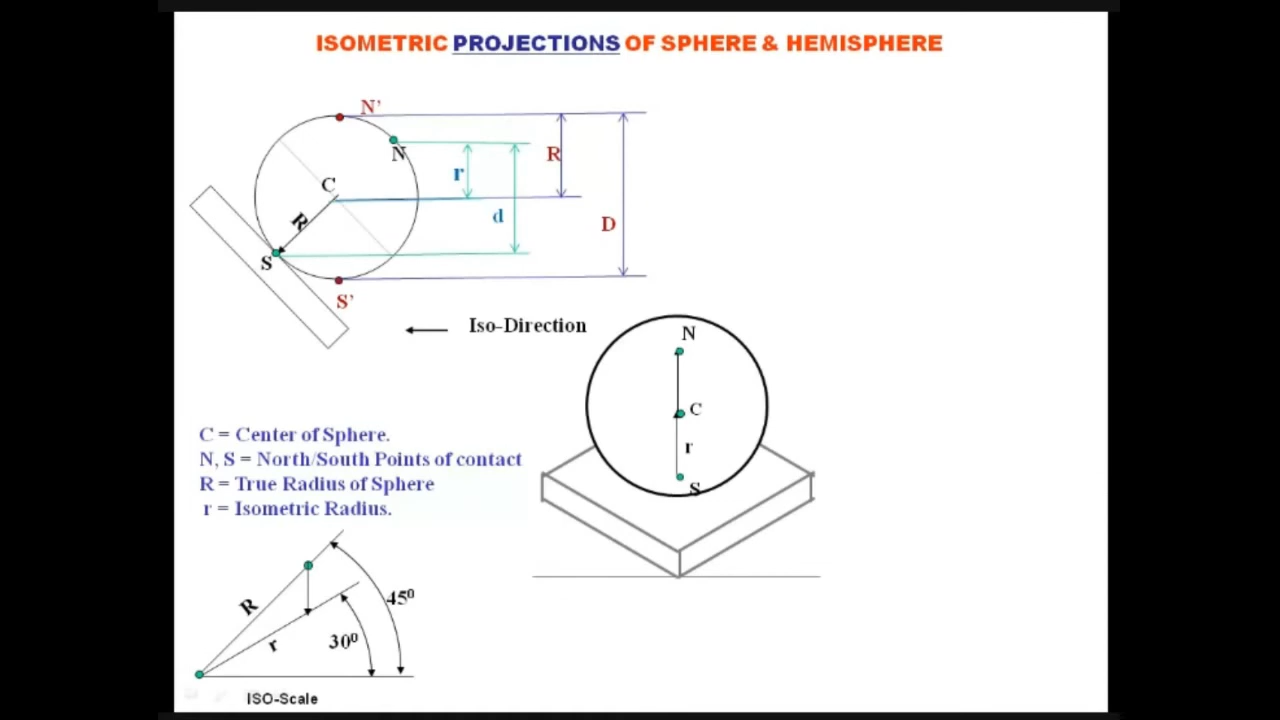 ISOMETRIC PROJECTIONS OF SPHERE & HEMISPHERE
N’
N
R
r
C
R
d
D
S
S’
Iso-Direction
N
C
r
S
C = Center of Sphere.
N, S = North/South Points of contact
R = True Radius of Sphere
r = Isometric Radius.
R
45⁰
r
30⁰
ISO-Scale